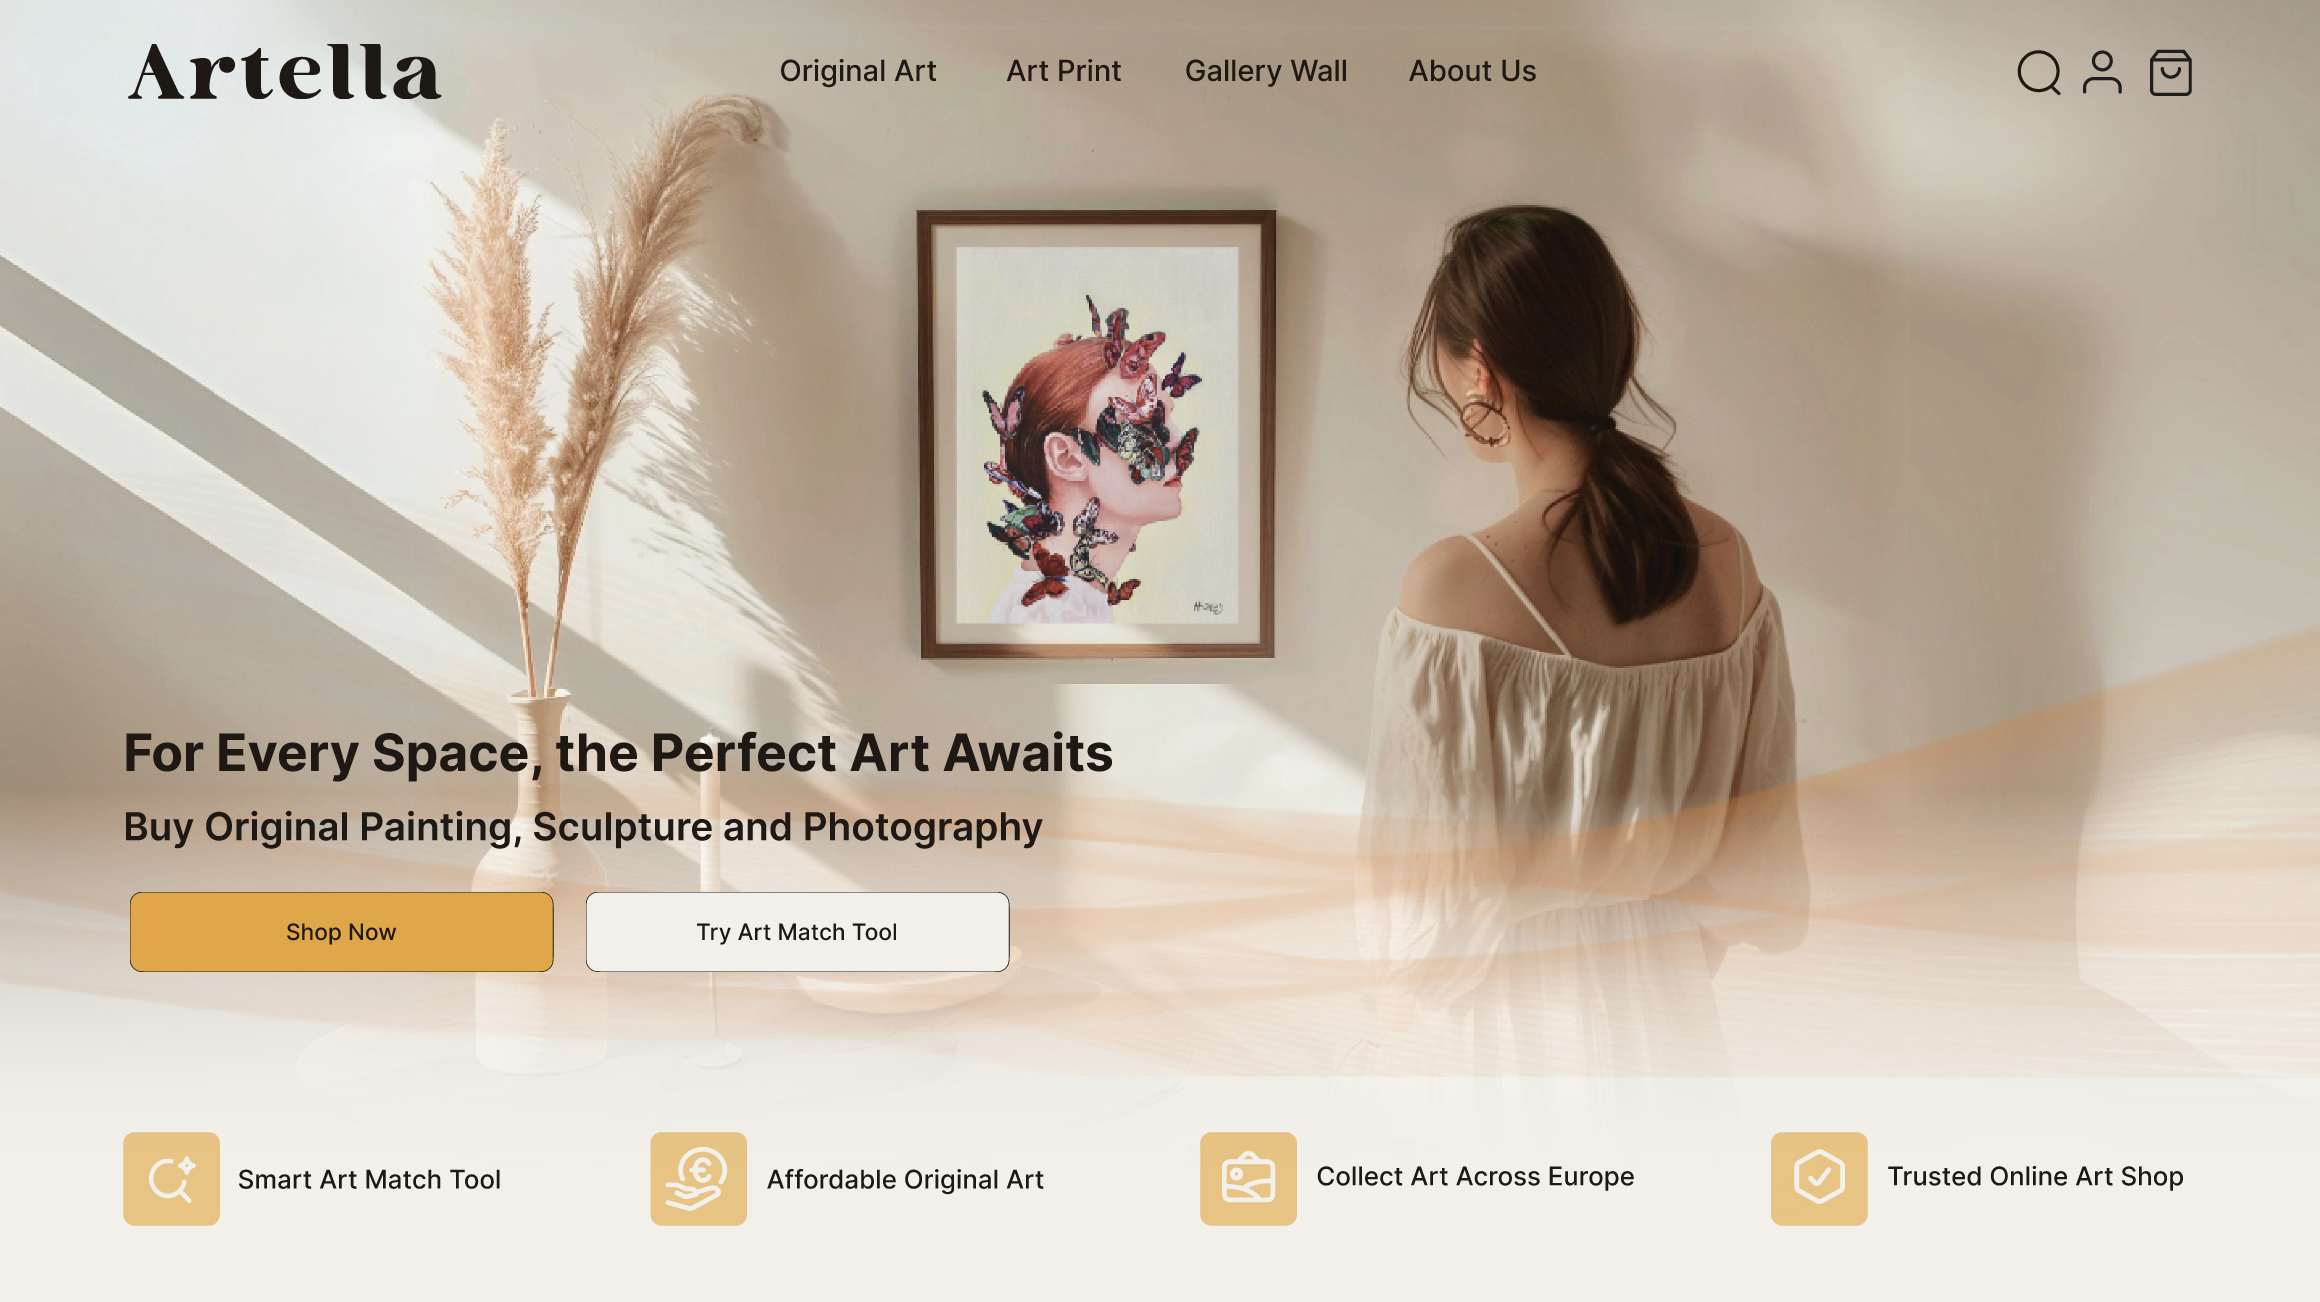 Artella
Original Art
Art Print
Gallery Wall
About Us
For Every Space, the Perfect Art Awaits
Buy Original Painting, Sculpture and Photography
Shop Now
Try Art Match Tool
Smart Art Match Tool
Affordable Original Art
Collect Art Across Europe
Trusted Online Art Shop